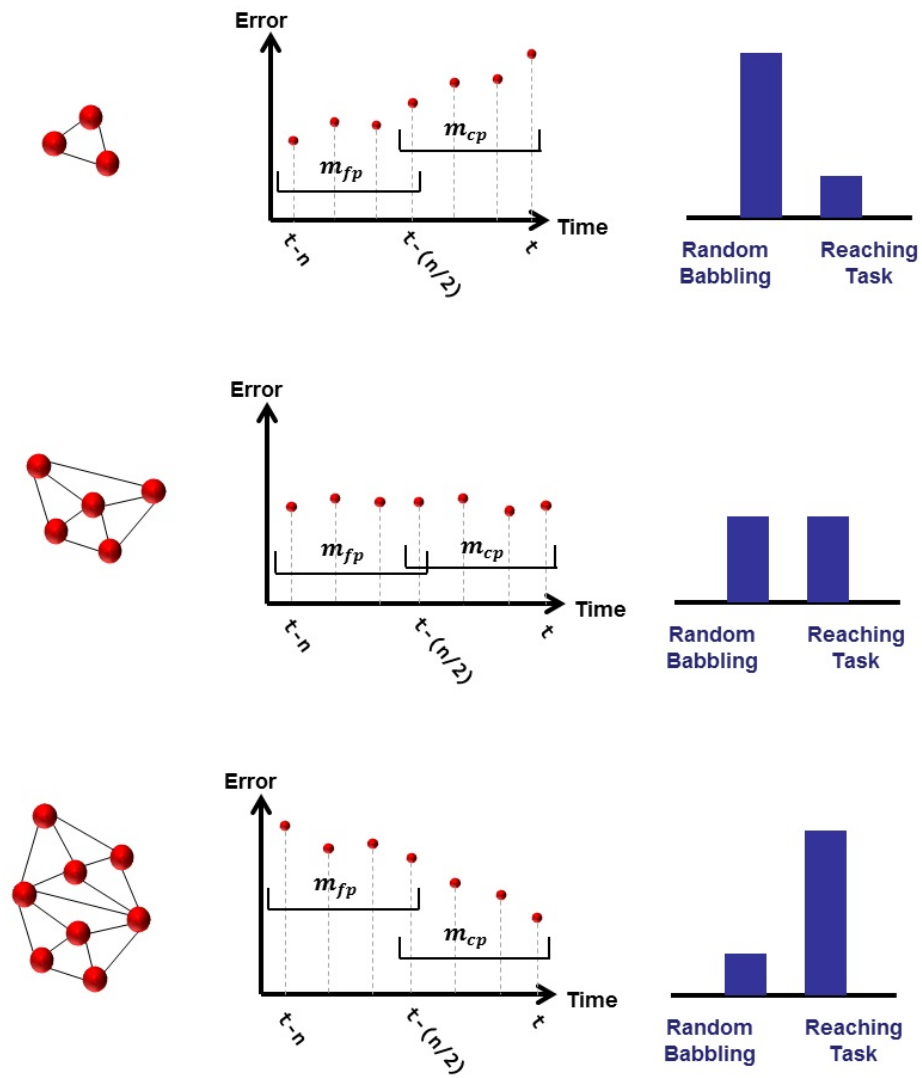 Error
m_cp
m_fp
Time
t-n
t-(n/2)
t
Random Reaching
Babbling Task
Error
m_fp m_cp
Time
t-n
t-(n/2)
t
Random Reaching
Babbling Task
Error
m_fp
m_cp
Time
t-n
t-(n/2)
t
Random Reaching
Babbling Task